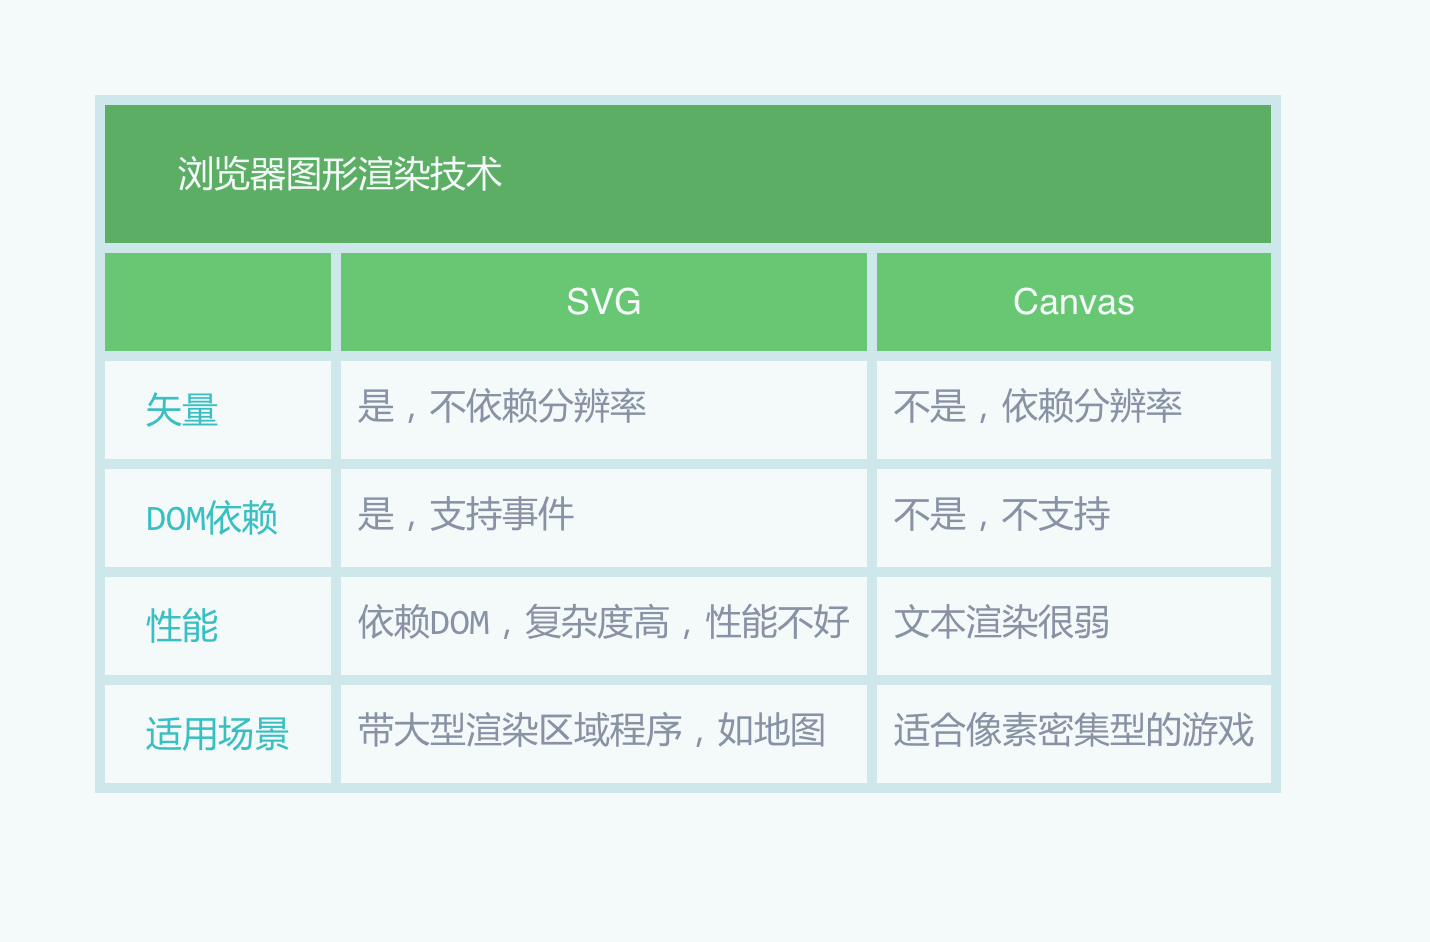 浏览器图形渲染技术
SVG Canvas
矢量 是，不依赖分辨率 不是，依赖分辨率
DOM依赖 是，支持事件 不是，不支持
性能 依赖DOM，复杂度高，性能不好 文本渲染很弱
适用场景 带大型渲染区域程序，如地图 适合像素密集型的游戏